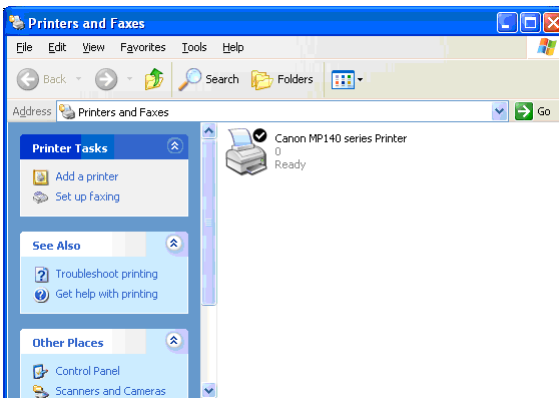 Printers and Faxes
File Edit View Favorites Tools Help
Back Search Folders
Address Printers and Faxes Go
Printer Tasks
Add a printer
Set up faxing
See Also
Troubleshoot printing
Get help with printing
Other Places
Control Panel
Scanners and Cameras
Canon MP140 series Printer
0
Ready